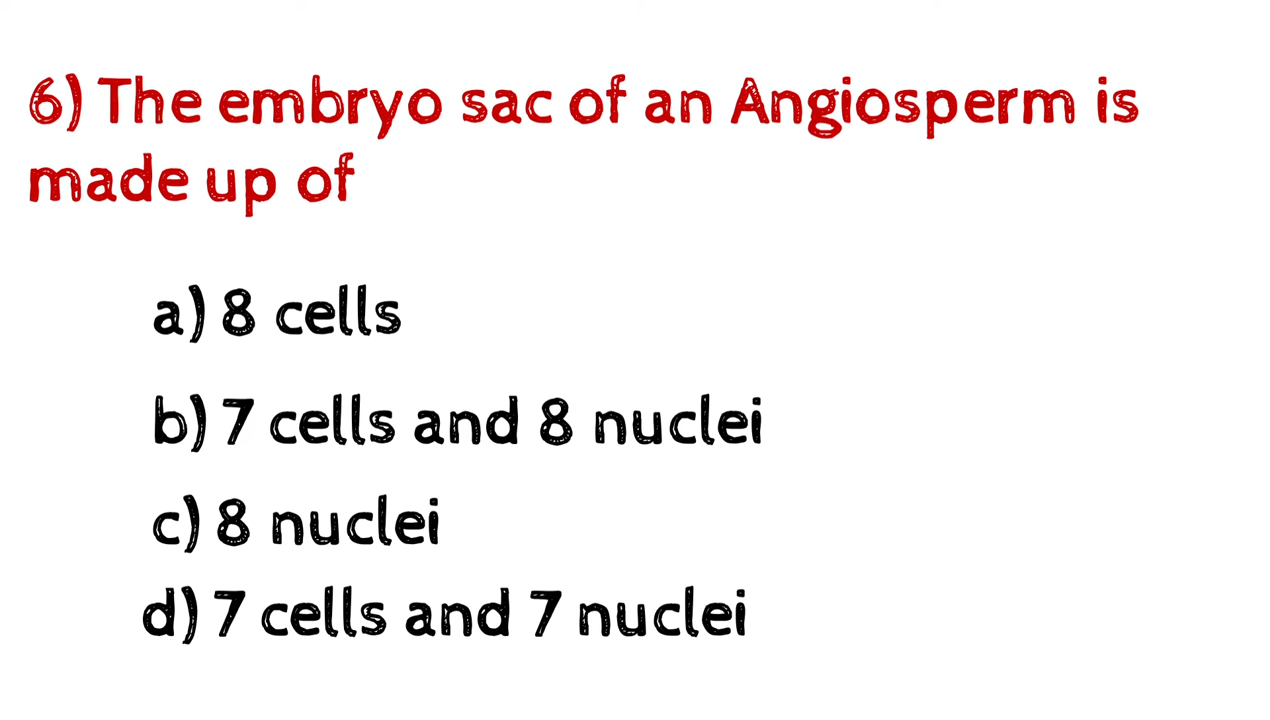 6) The embryo sac of an Angiosperm is
made up of
a) 8 cells
b) 7 cells and 8 nuclei
c) 8 nuclei
d) 7 cells and 7 nuclei